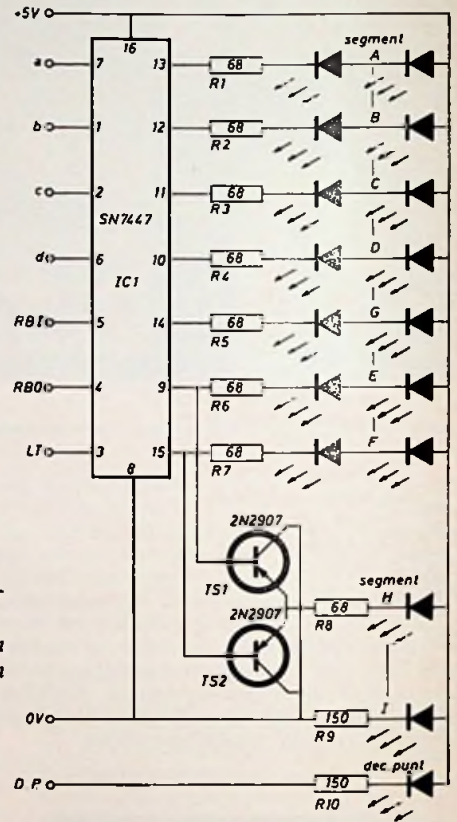 +5V
16
segment
a 7 13 68 A
R1
b 1 12 68 B
R2
c 2 11 68 C
R3
SN7447
d 6 10 68 D
R4
IC1
RBI 5 14 68 G
R5
RBO 4 9 68 E
R6
LT 3 15 68 F
R7
8
2N2907
segment
TS1 68 H
R8
2N2907
TS2
I
0V 150
R9
dec punt
D.P. 150
R10